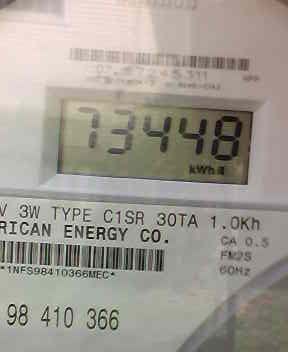 73448
kWh
V 3W TYPE C1SR 30TA 1.0Kh
RICAN ENERGY CO. CA 0.5
FM2S
*1NFS98410366MEC* 60Hz
98 410 366